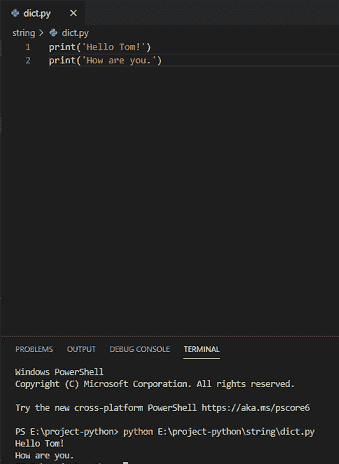 dict.py
string > dict.py
1 print('Hello Tom!')
2 print('How are you.')
PROBLEMS OUTPUT DEBUG CONSOLE TERMINAL
Windows PowerShell
Copyright (C) Microsoft Corporation. All rights reserved.
Try the new cross-platform PowerShell https://aka.ms/pscore6
PS E:\project-python> python E:\project-python\string\dict.py
Hello Tom!
How are you.